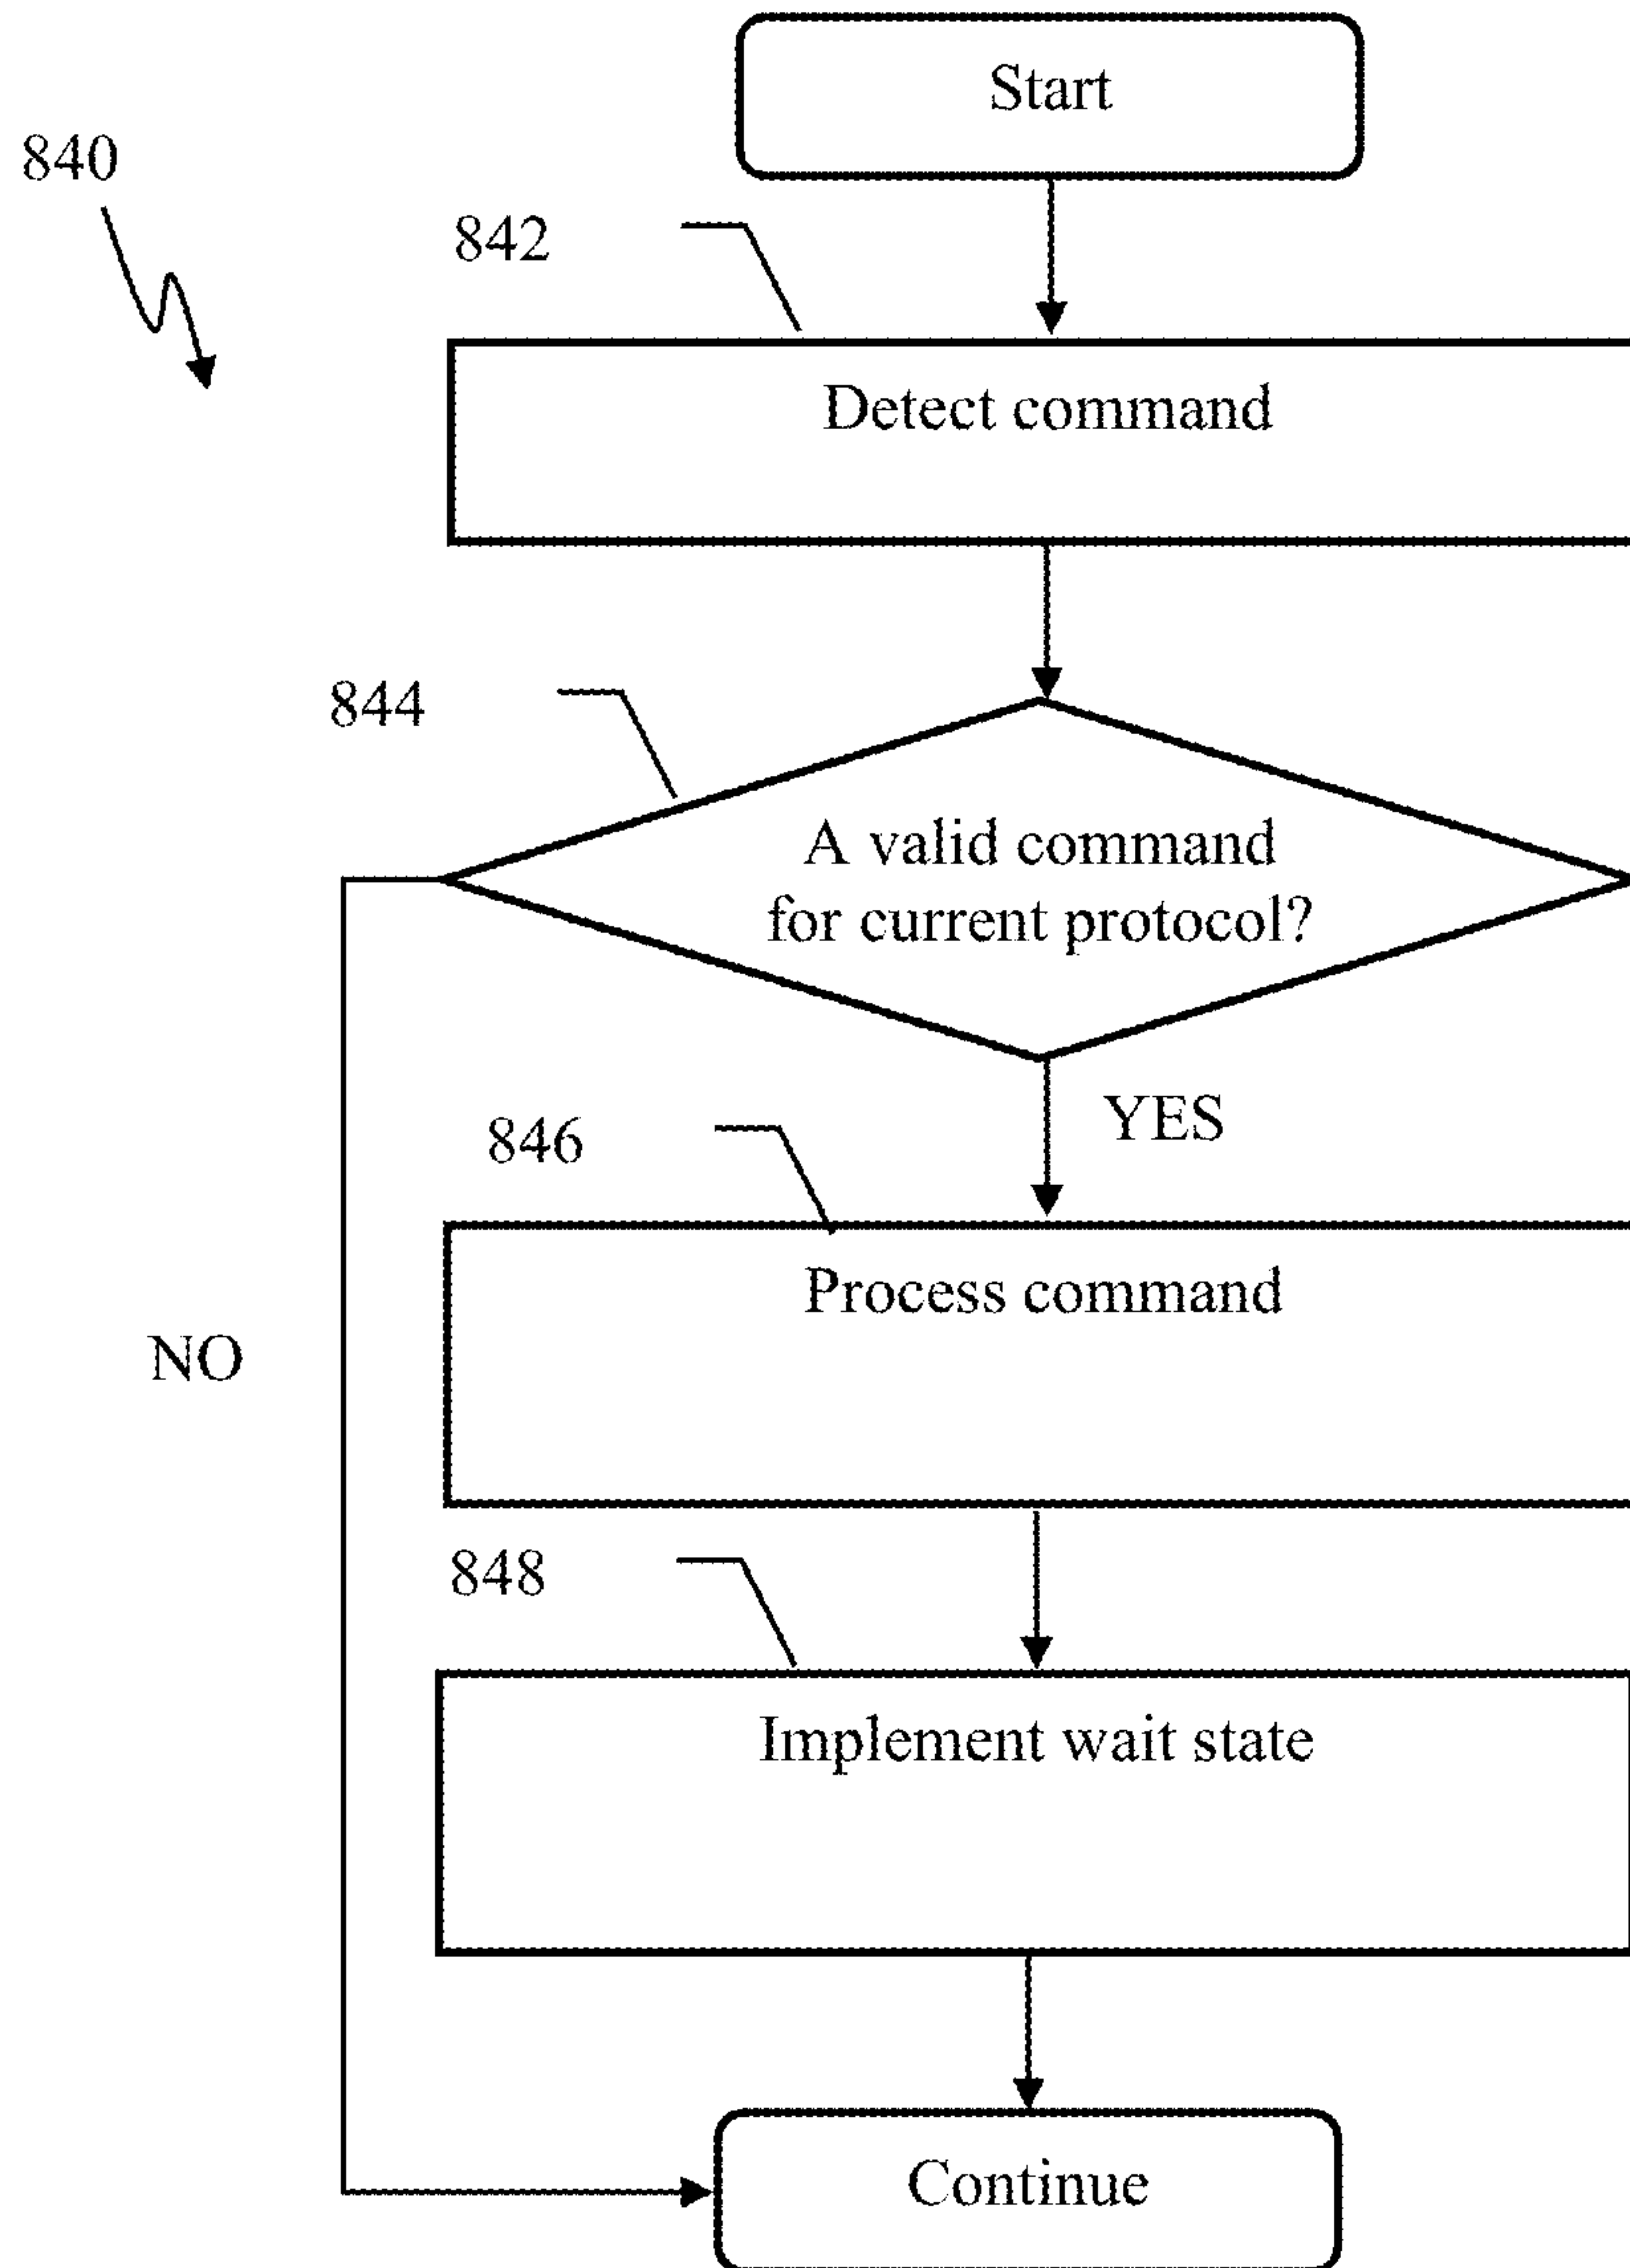 Start
840
842
Detect command
844
A valid command
for current protocol?
YES
846
Process command
NO
848
Implement wait state
Continue